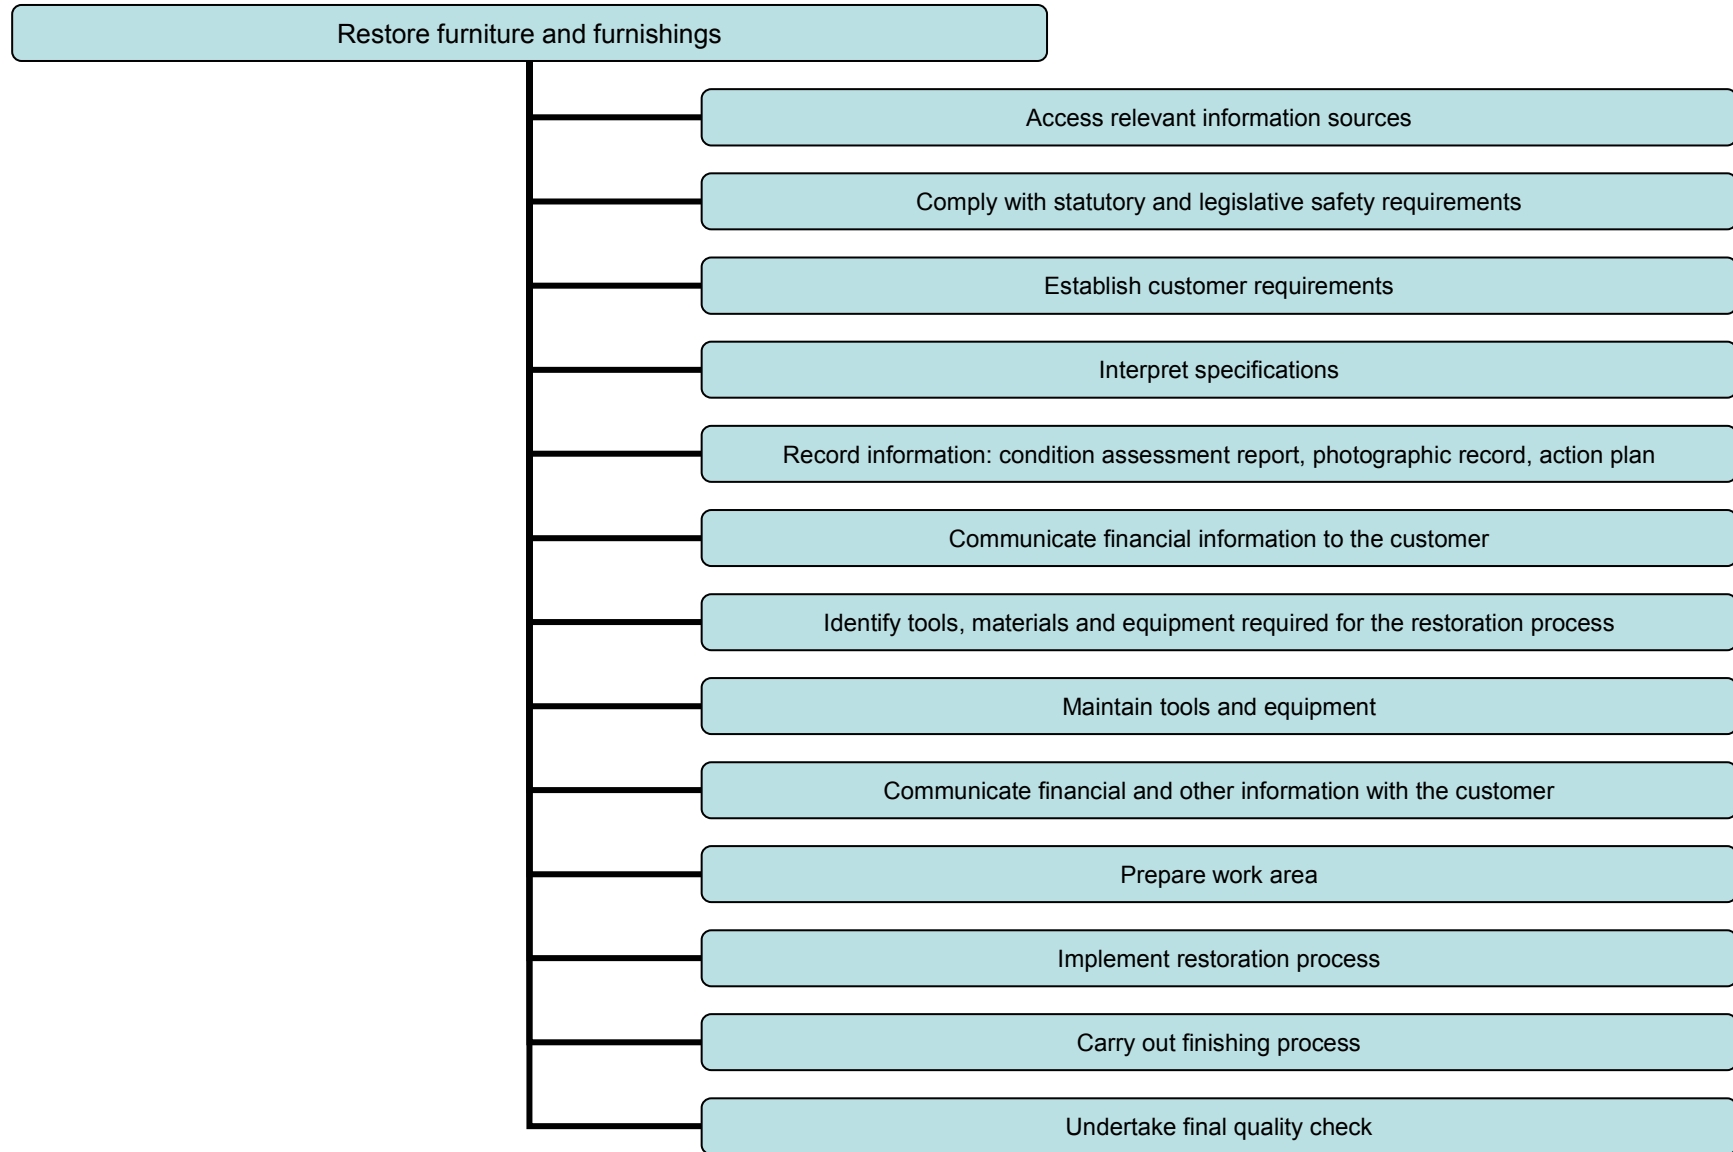 Restore furniture and furnishings
Access relevant information sources
Comply with statutory and legislative safety requirements
Establish customer requirements
Interpret specifications
Record information: condition assessment report, photographic record, action plan
Communicate financial information to the customer
Identify tools, materials and equipment required for the restoration process
Maintain tools and equipment
Communicate financial and other information with the customer
Prepare work area
Implement restoration process
Carry out finishing process
Undertake final quality check